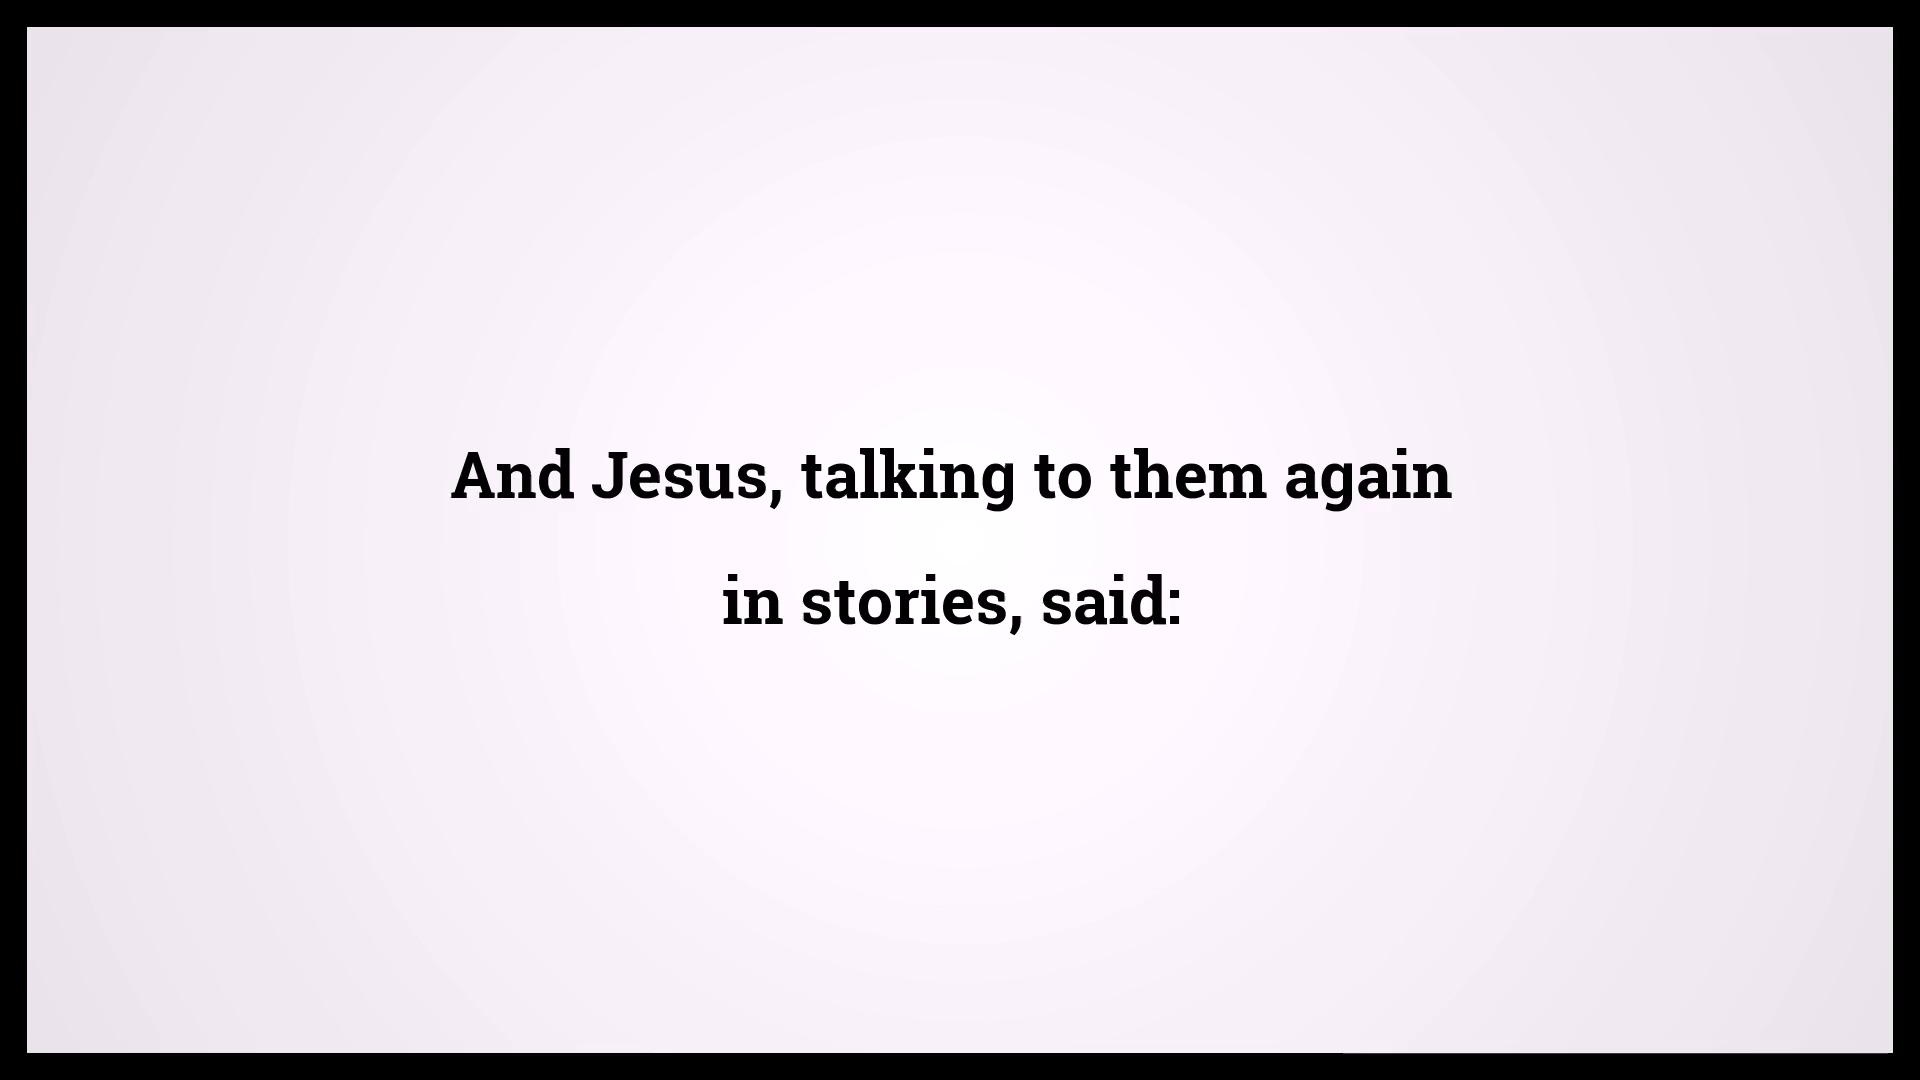 And Jesus, talking to them again
in stories, said: